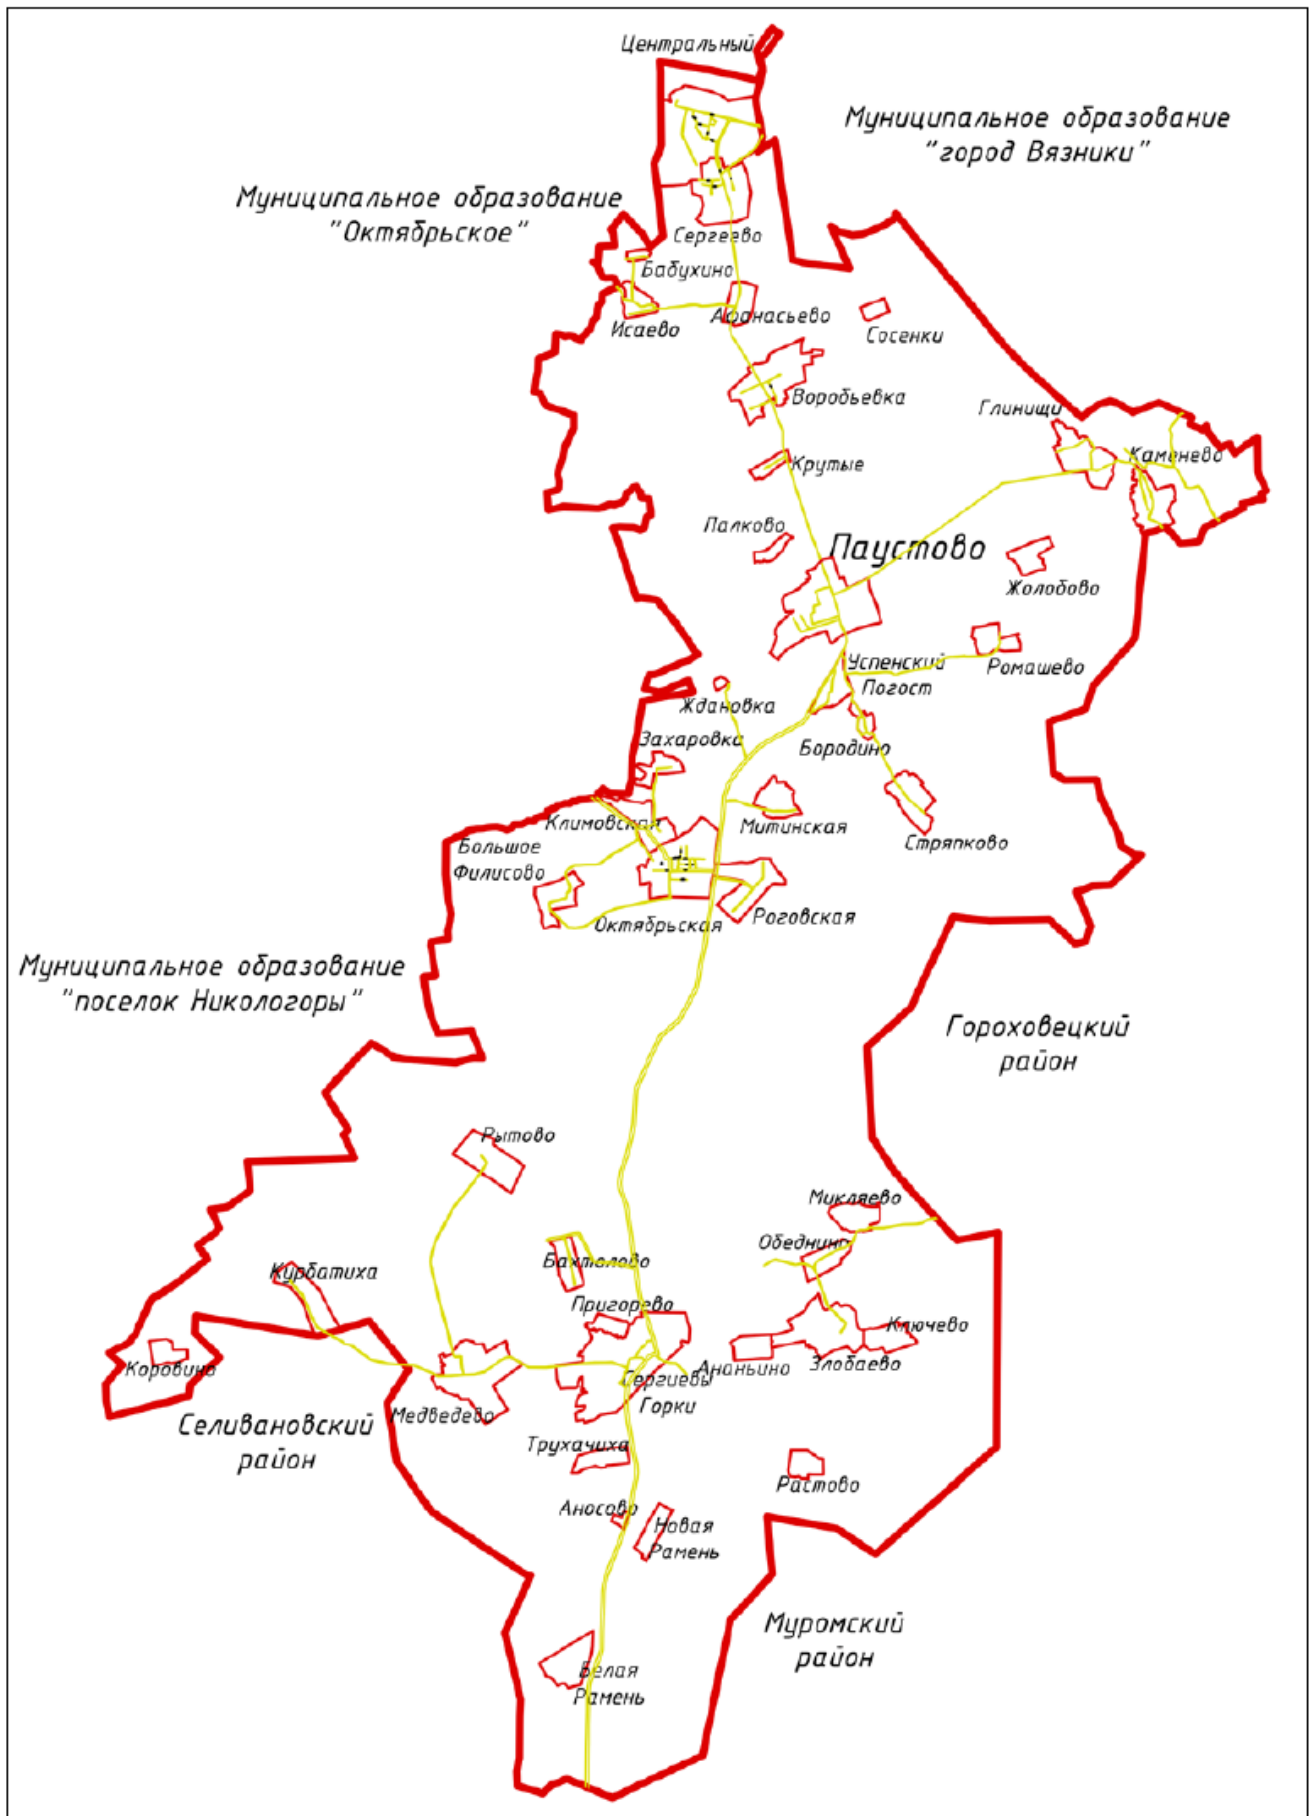 Центральный
Муниципальное образование
"город Вязники"
Муниципальное образование
"Октябрьское"
Сергеево
Бабухино
Исаево
Афанасьево
Сосенки
Воробьевка
Глинищи
Каменево
Крутые
Палково
Паустово
Жолобово
Успенский
Погост
Ромашево
Ждановка
Захаровка
Бородино
Климовская
Митинская
Стряпково
Большое
Филисово
Октябрьская
Роговская
Муниципальное образование
"поселок Никологоры"
Гороховецкий
район
Рытово
Микляево
Обеднино
Бахтолово
Курбатиха
Пригорево
Ключево
Коровино
Ананьино
Злобаево
Сергиевы
Горки
Медведево
Селивановский
район
Трухачиха
Растово
Аносово
Новая
Рамень
Муромский
район
Белая
Рамень